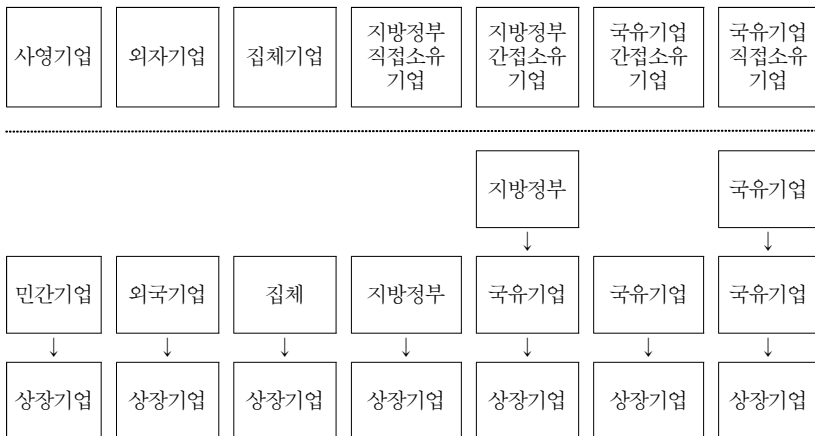 사영기업
외자기업
집체기업
지방정부
직접소유
기업
지방정부
간접소유
기업
국유기업
간접소유
기업
국유기업
직접소유
기업
지방정부
국유기업
↓
↓
민간기업
외국기업
집체
지방정부
국유기업
국유기업
국유기업
↓
↓
↓
↓
↓
↓
↓
상장기업
상장기업
상장기업
상장기업
상장기업
상장기업
상장기업